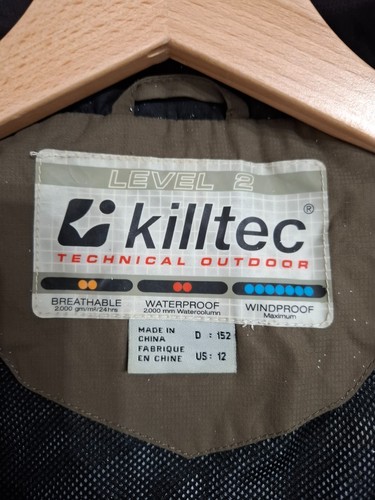 LEVEL 2
killtec®
TECHNICAL OUTDOOR
BREATHABLE
2.000 gm/m²/24hrs
WATERPROOF
2.000 mm Watercolumn
WINDPROOF
Maximum
MADE IN
CHINA
FABRIQUE
EN CHINE
D : 152
US: 12